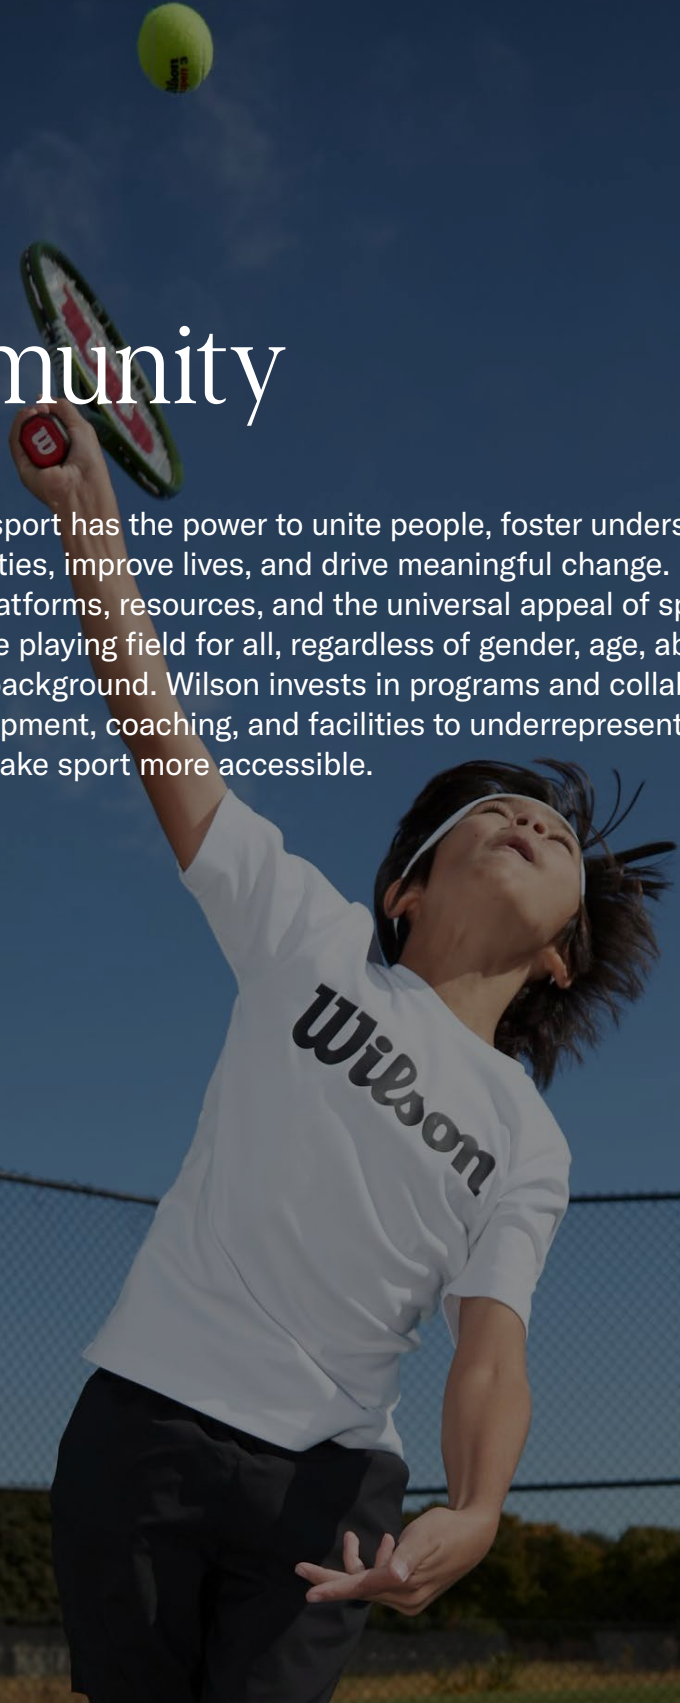 munity
sport has the power to unite people, foster unders
ties, improve lives, and drive meaningful change.
atforms, resources, and the universal appeal of sp
e playing field for all, regardless of gender, age, ab
background. Wilson invests in programs and collab
pment, coaching, and facilities to underrepresent
ake sport more accessible.
Wilson